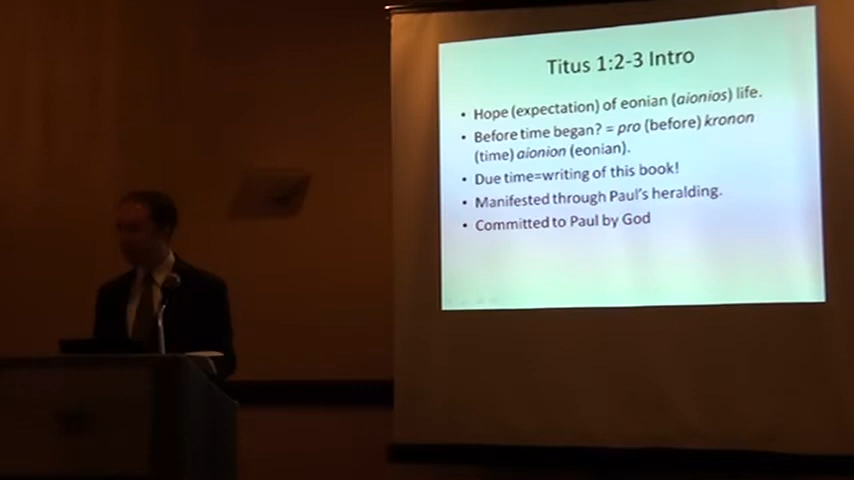 Titus 1:2-3 Intro
• Hope (expectation) of eonian (aionios) life.
• Before time began? = pro (before) kronon
(time) aionion (eonian).
• Due time=writing of this book!
• Manifested through Paul's heralding.
• Committed to Paul by God